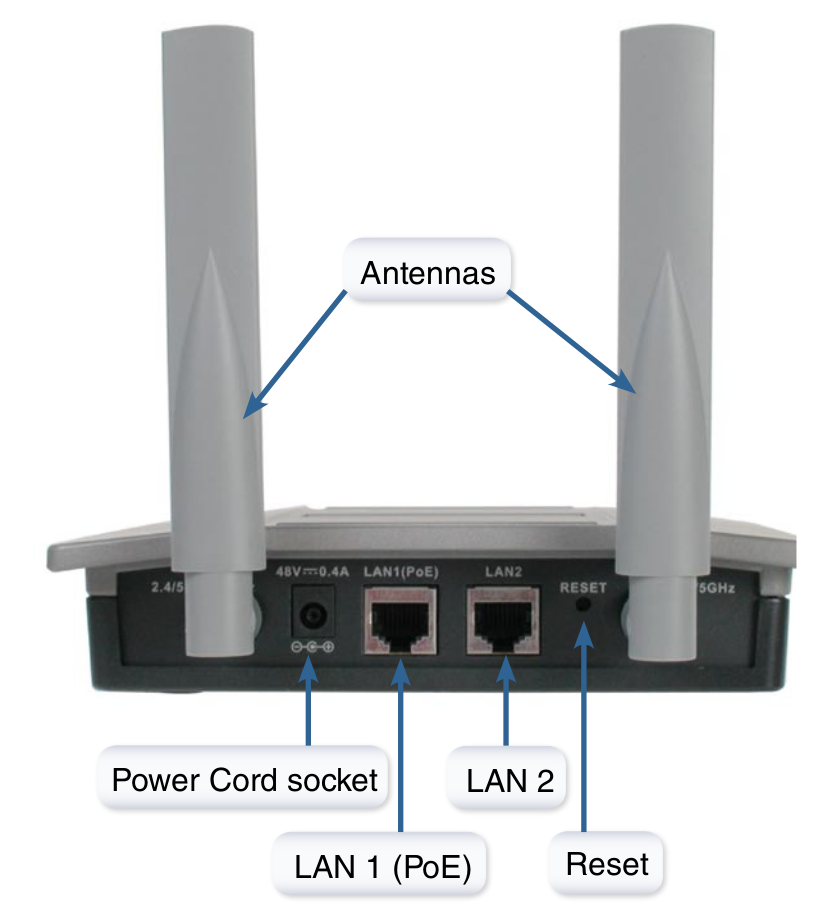 Antennas
2.4/5
48V⎓0.4A
LAN1(PoE)
LAN2
RESET
5GHz
Power Cord socket
LAN 2
LAN 1 (PoE)
Reset